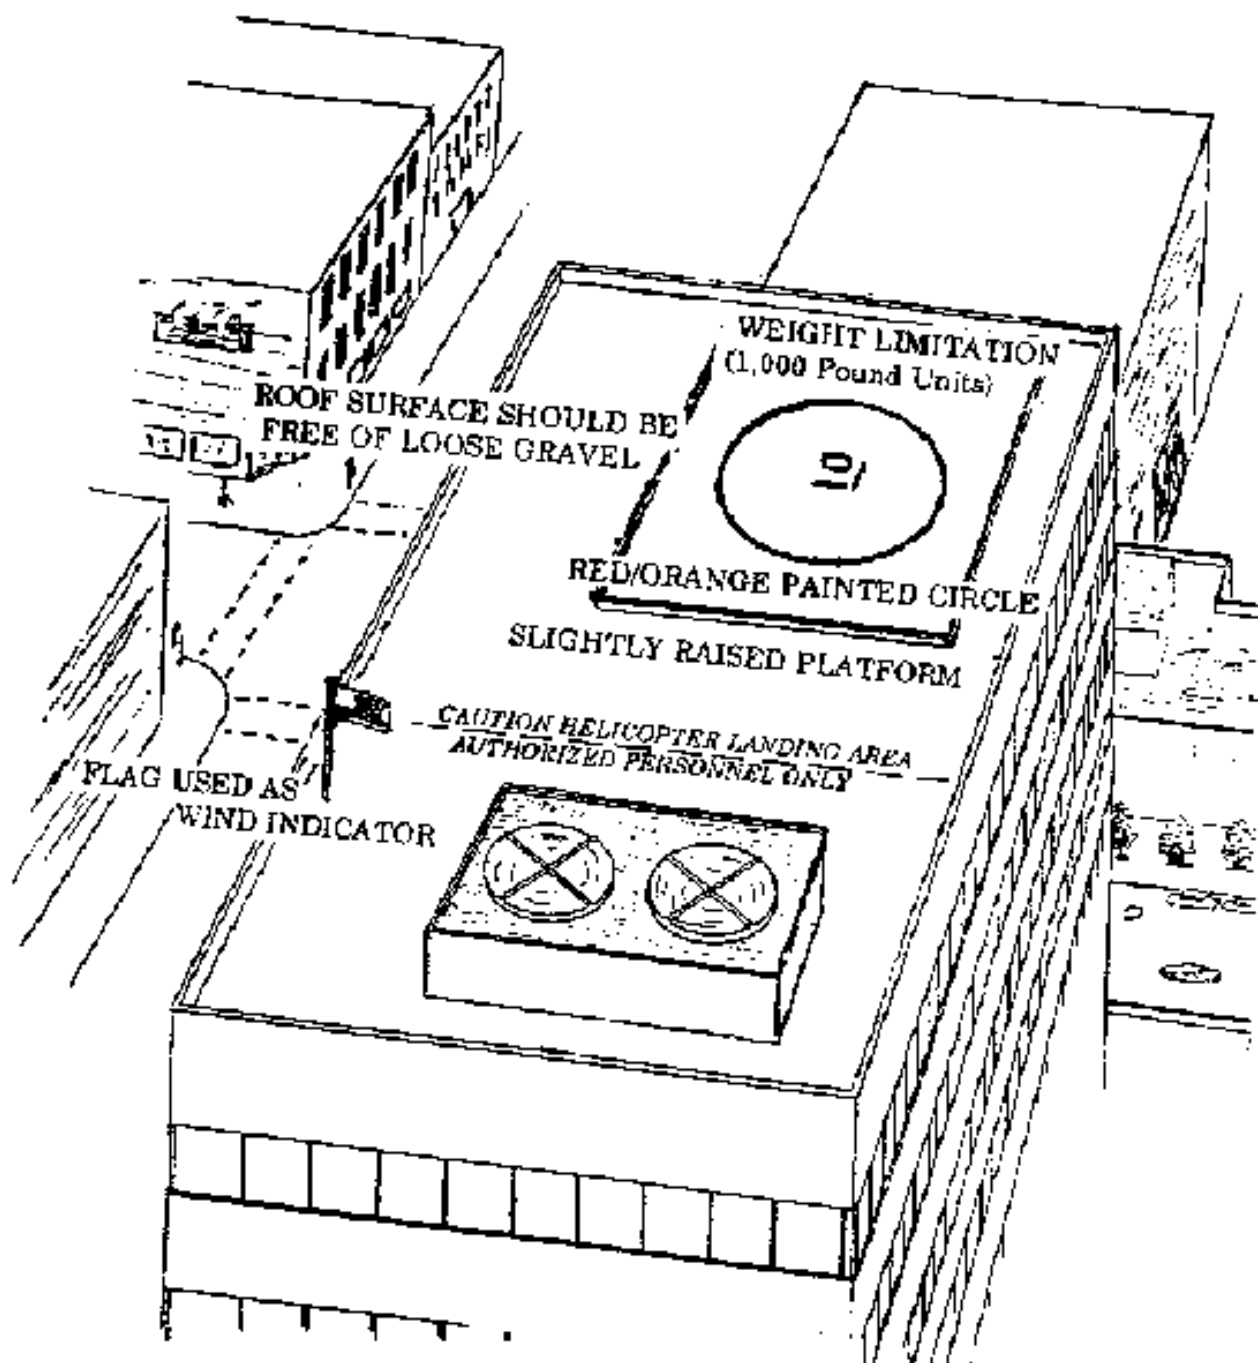 WEIGHT LIMITATION
(1,000 Pound Units)
ROOF SURFACE SHOULD BE
FREE OF LOOSE GRAVEL
10
RED/ORANGE PAINTED CIRCLE
SLIGHTLY RAISED PLATFORM
CAUTION HELICOPTER LANDING AREA
AUTHORIZED PERSONNEL ONLY
FLAG USED AS
WIND INDICATOR